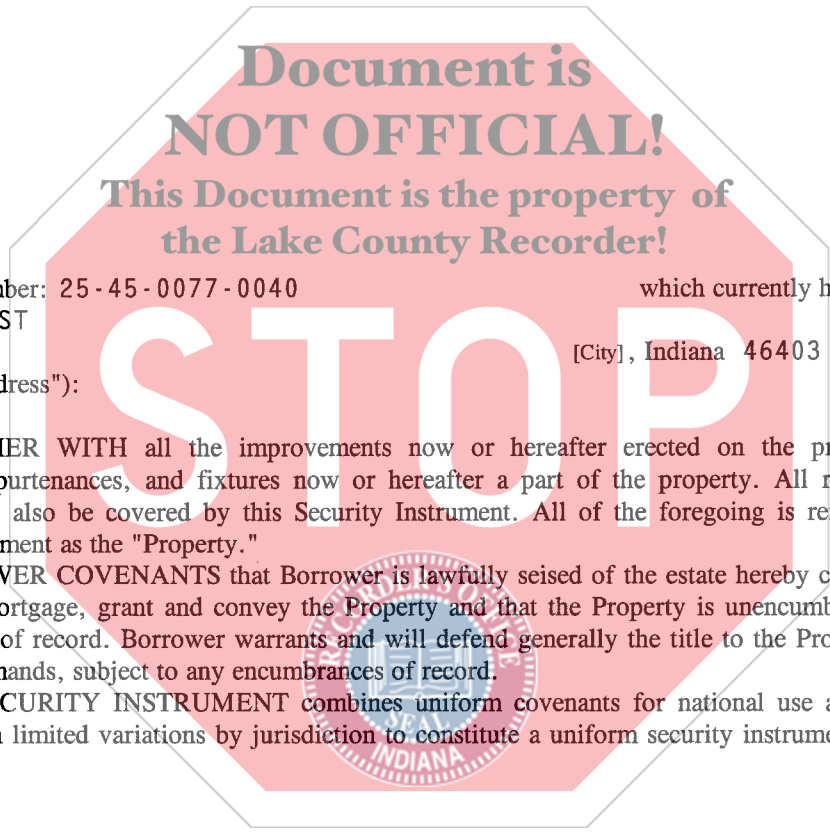 Document is
NOT OFFICIAL!
This Document is the property of
the Lake County Recorder!
ber: 25-45-0077-0040 which currently h
ST
[City], Indiana 46403
dress"):
STOP
ER WITH all the improvements now or hereafter erected on the pr
purtenances, and fixtures now or hereafter a part of the property. All r
also be covered by this Security Instrument. All of the foregoing is re
ment as the "Property."
VER COVENANTS that Borrower is lawfully seised of the estate hereby c
ortgage, grant and convey the Property and that the Property is unencumb
of record. Borrower warrants and will defend generally the title to the Pro
ands, subject to any encumbrances of record.
CURITY INSTRUMENT combines uniform covenants for national use a
limited variations by jurisdiction to constitute a uniform security instrume
RECORDER'S OFFICE
SEAL
INDIANA